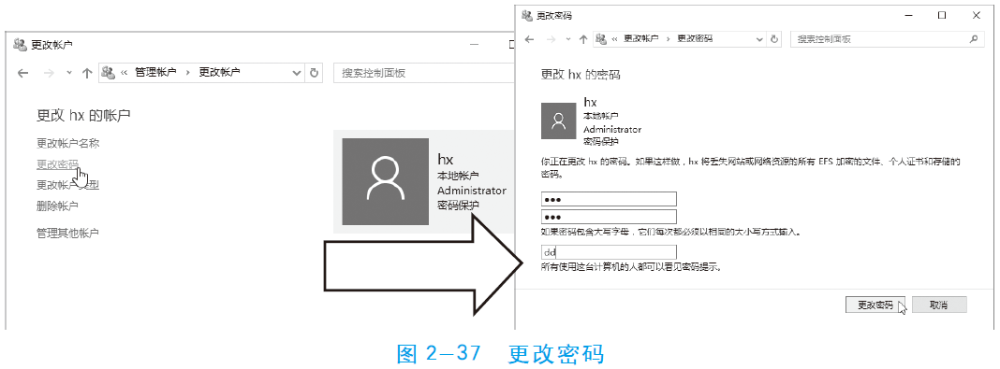 更改帐户
« 管理帐户 › 更改帐户
搜索控制面板
更改 hx 的帐户
更改帐户名称
更改密码
更改帐户类型
删除帐户
管理其他帐户
hx
本地帐户
Administrator
密码保护
更改密码
« 更改帐户 › 更改密码
搜索控制面板
更改 hx 的密码
hx
本地帐户
Administrator
密码保护
你正在更改 hx 的密码。如果这样做，hx 将丢失网站或网络资源的所有 EFS 加密的文件、个人证书和存储的
密码。
●●●
●●●
如果密码包含大写字母，它们每次都必须以相同的大小写方式输入。
dd
所有使用这台计算机的人都可以看见密码提示。
更改密码
取消
图 2—37 更改密码